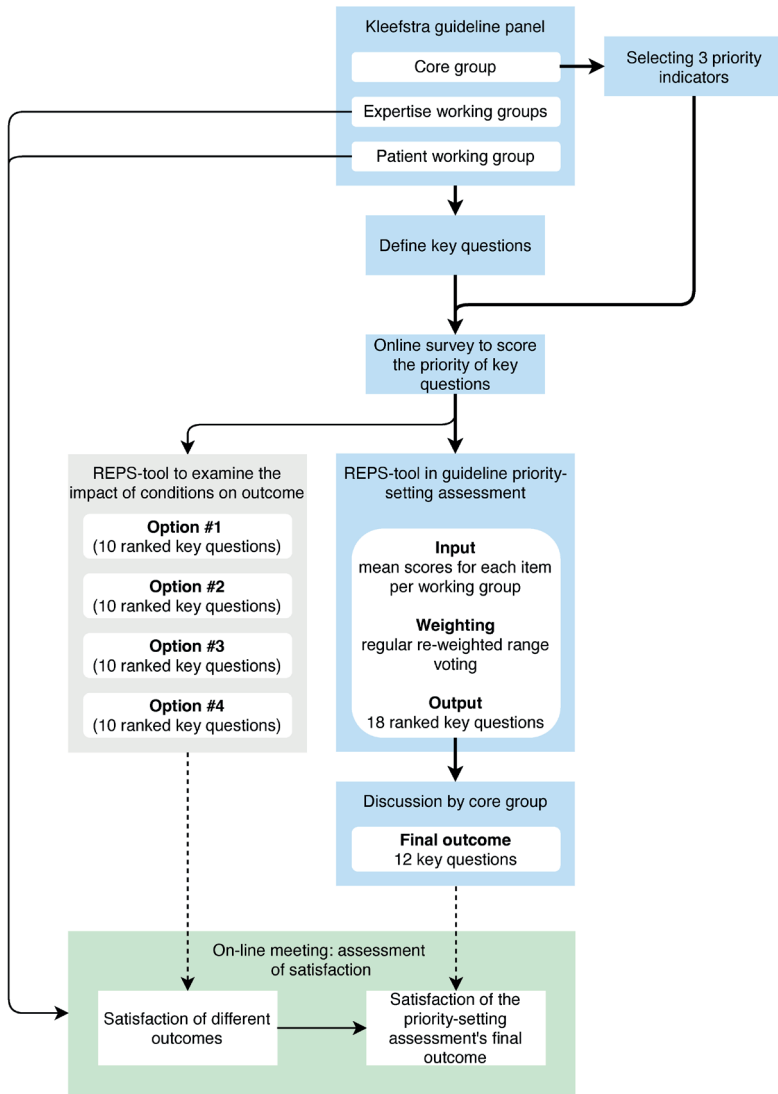 Kleefstra guideline panel
Core group
Expertise working groups
Patient working group
Selecting 3 priority
indicators
Define key questions
Online survey to score
the priority of key
questions
REPS-tool to examine the
impact of conditions on outcome
Option #1
(10 ranked key questions)
Option #2
(10 ranked key questions)
Option #3
(10 ranked key questions)
Option #4
(10 ranked key questions)
REPS-tool in guideline priority-
setting assessment
Input
mean scores for each item
per working group
Weighting
regular re-weighted range
voting
Output
18 ranked key questions
Discussion by core group
Final outcome
12 key questions
On-line meeting: assessment
of satisfaction
Satisfaction of different
outcomes
Satisfaction of the
priority-setting
assessment's final
outcome